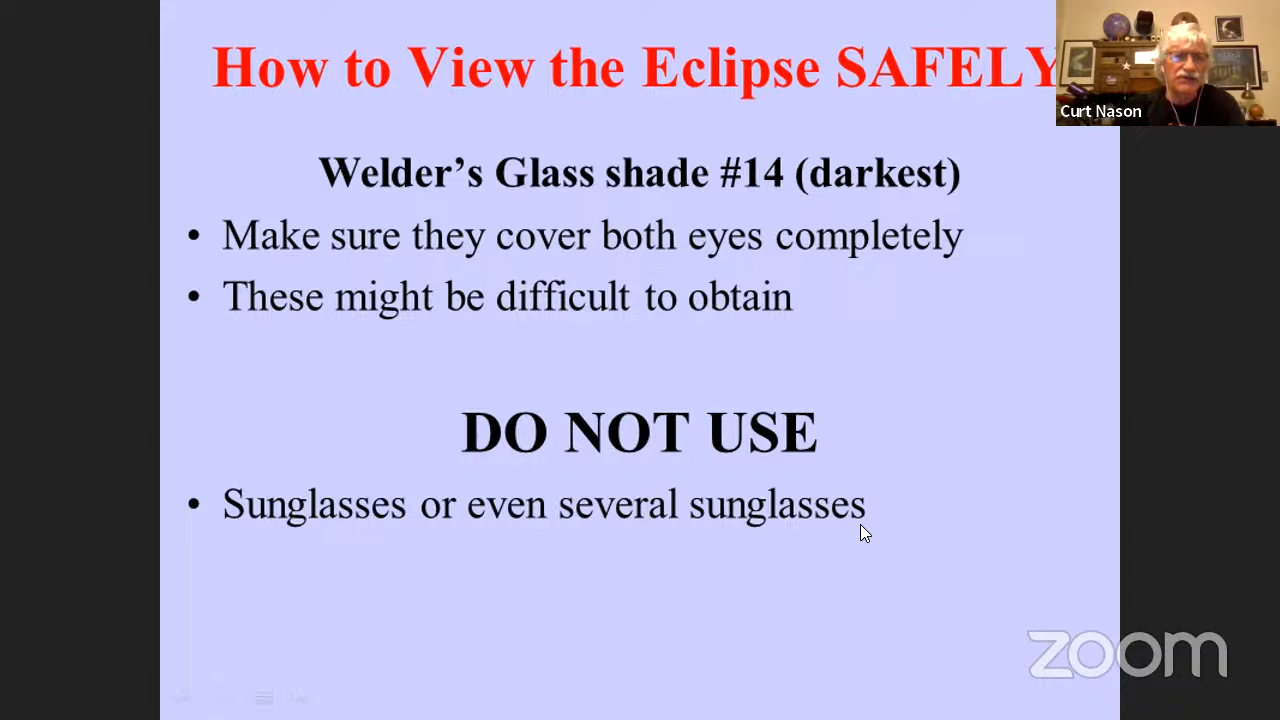 How to View the Eclipse SAFELY
Curt Nason
Welder’s Glass shade #14 (darkest)
• Make sure they cover both eyes completely
• These might be difficult to obtain
DO NOT USE
• Sunglasses or even several sunglasses
zoom